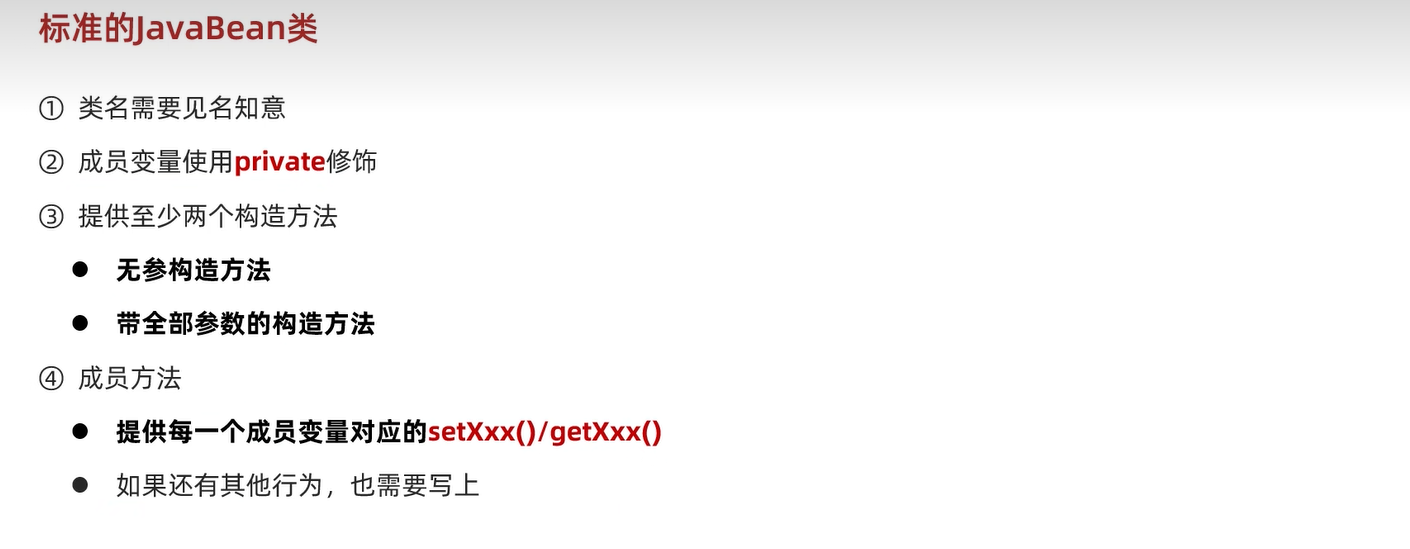 标准的JavaBean类
① 类名需要见名知意
② 成员变量使用private修饰
③ 提供至少两个构造方法
● 无参构造方法
● 带全部参数的构造方法
④ 成员方法
● 提供每一个成员变量对应的setXxx()/getXxx()
● 如果还有其他行为，也需要写上